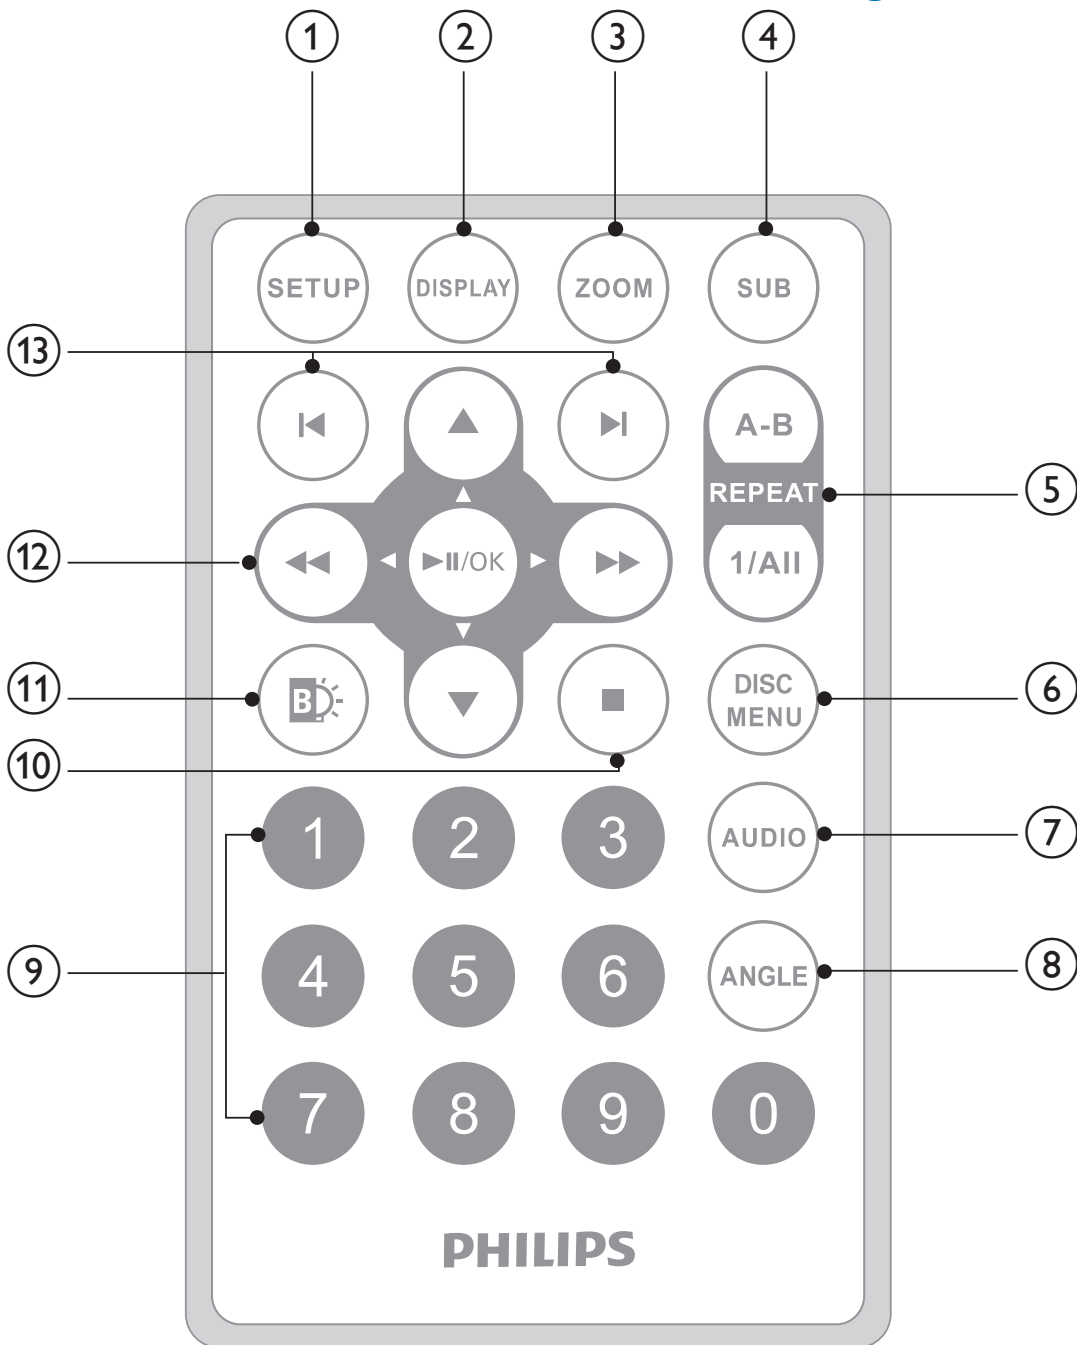 1 2 3 4
SETUP DISPLAY ZOOM SUB
13
A-B
REPEAT 5
12 /OK 1/All
11 B DISC MENU 6
10
1 2 3 AUDIO 7
9 4 5 6 ANGLE 8
7 8 9 0
PHILIPS